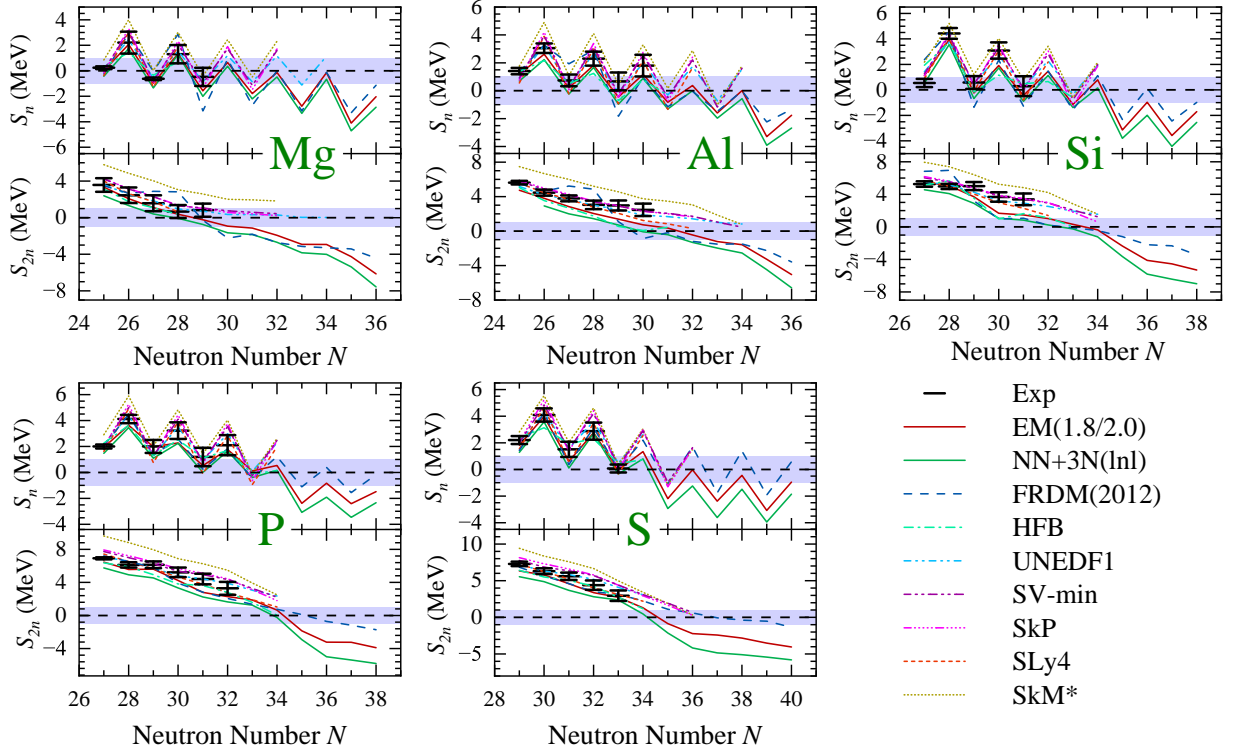 S_n (MeV)
4
2
0
−2
−4
−6
Mg
S_2n (MeV)
4
0
−4
−8
24 26 28 30 32 34 36
Neutron Number N
S_n (MeV)
6
4
2
0
−2
−4
Al
S_2n (MeV)
8
4
0
−4
−8
24 26 28 30 32 34 36
Neutron Number N
S_n (MeV)
6
4
2
0
−2
−4
Si
S_2n (MeV)
8
4
0
−4
−8
26 28 30 32 34 36 38
Neutron Number N
S_n (MeV)
6
4
2
0
−2
−4
P
S_2n (MeV)
8
4
0
−4
26 28 30 32 34 36 38
Neutron Number N
S_n (MeV)
6
4
2
0
−2
−4
S
S_2n (MeV)
10
5
0
−5
28 30 32 34 36 38 40
Neutron Number N
Exp
EM(1.8/2.0)
NN+3N(lnl)
FRDM(2012)
HFB
UNEDF1
SV-min
SkP
SLy4
SkM*